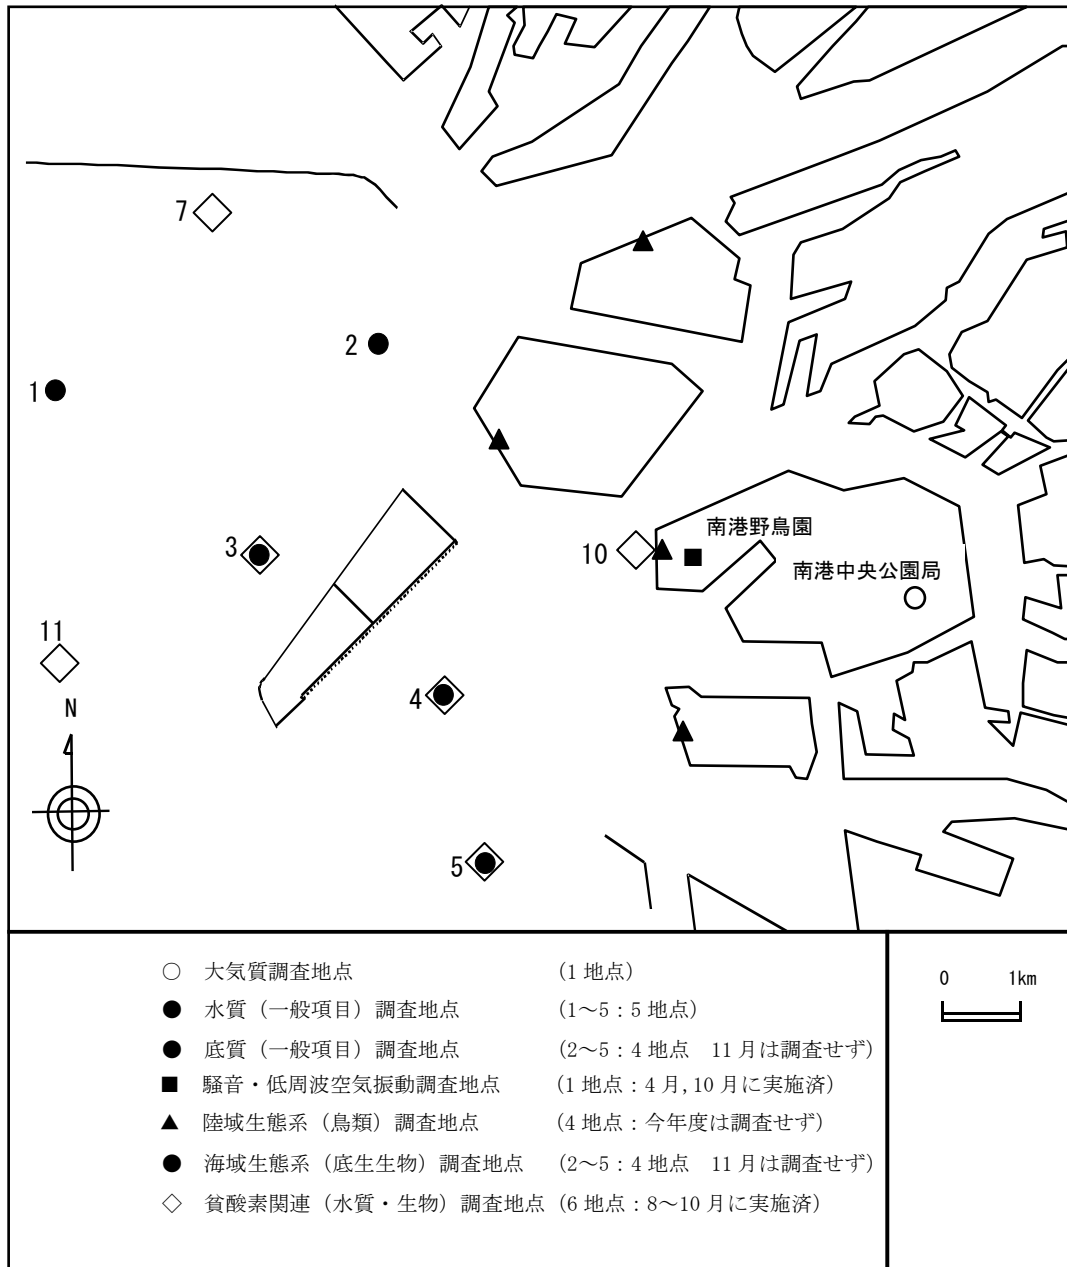 7
2
1
南港野鳥園
3
10
南港中央公園局
11
4
N
5
○ 大気質調査地点 (1 地点)
● 水質（一般項目）調査地点 (1～5：5 地点)
● 底質（一般項目）調査地点 (2～5：4 地点 11 月は調査せず)
■ 騒音・低周波空気振動調査地点 (1 地点：4 月, 10 月に実施済)
▲ 陸域生態系（鳥類）調査地点 (4 地点：今年度は調査せず)
● 海域生態系（底生生物）調査地点 (2～5：4 地点 11 月は調査せず)
◇ 貧酸素関連（水質・生物）調査地点 (6 地点：8～10 月に実施済)
0 1km